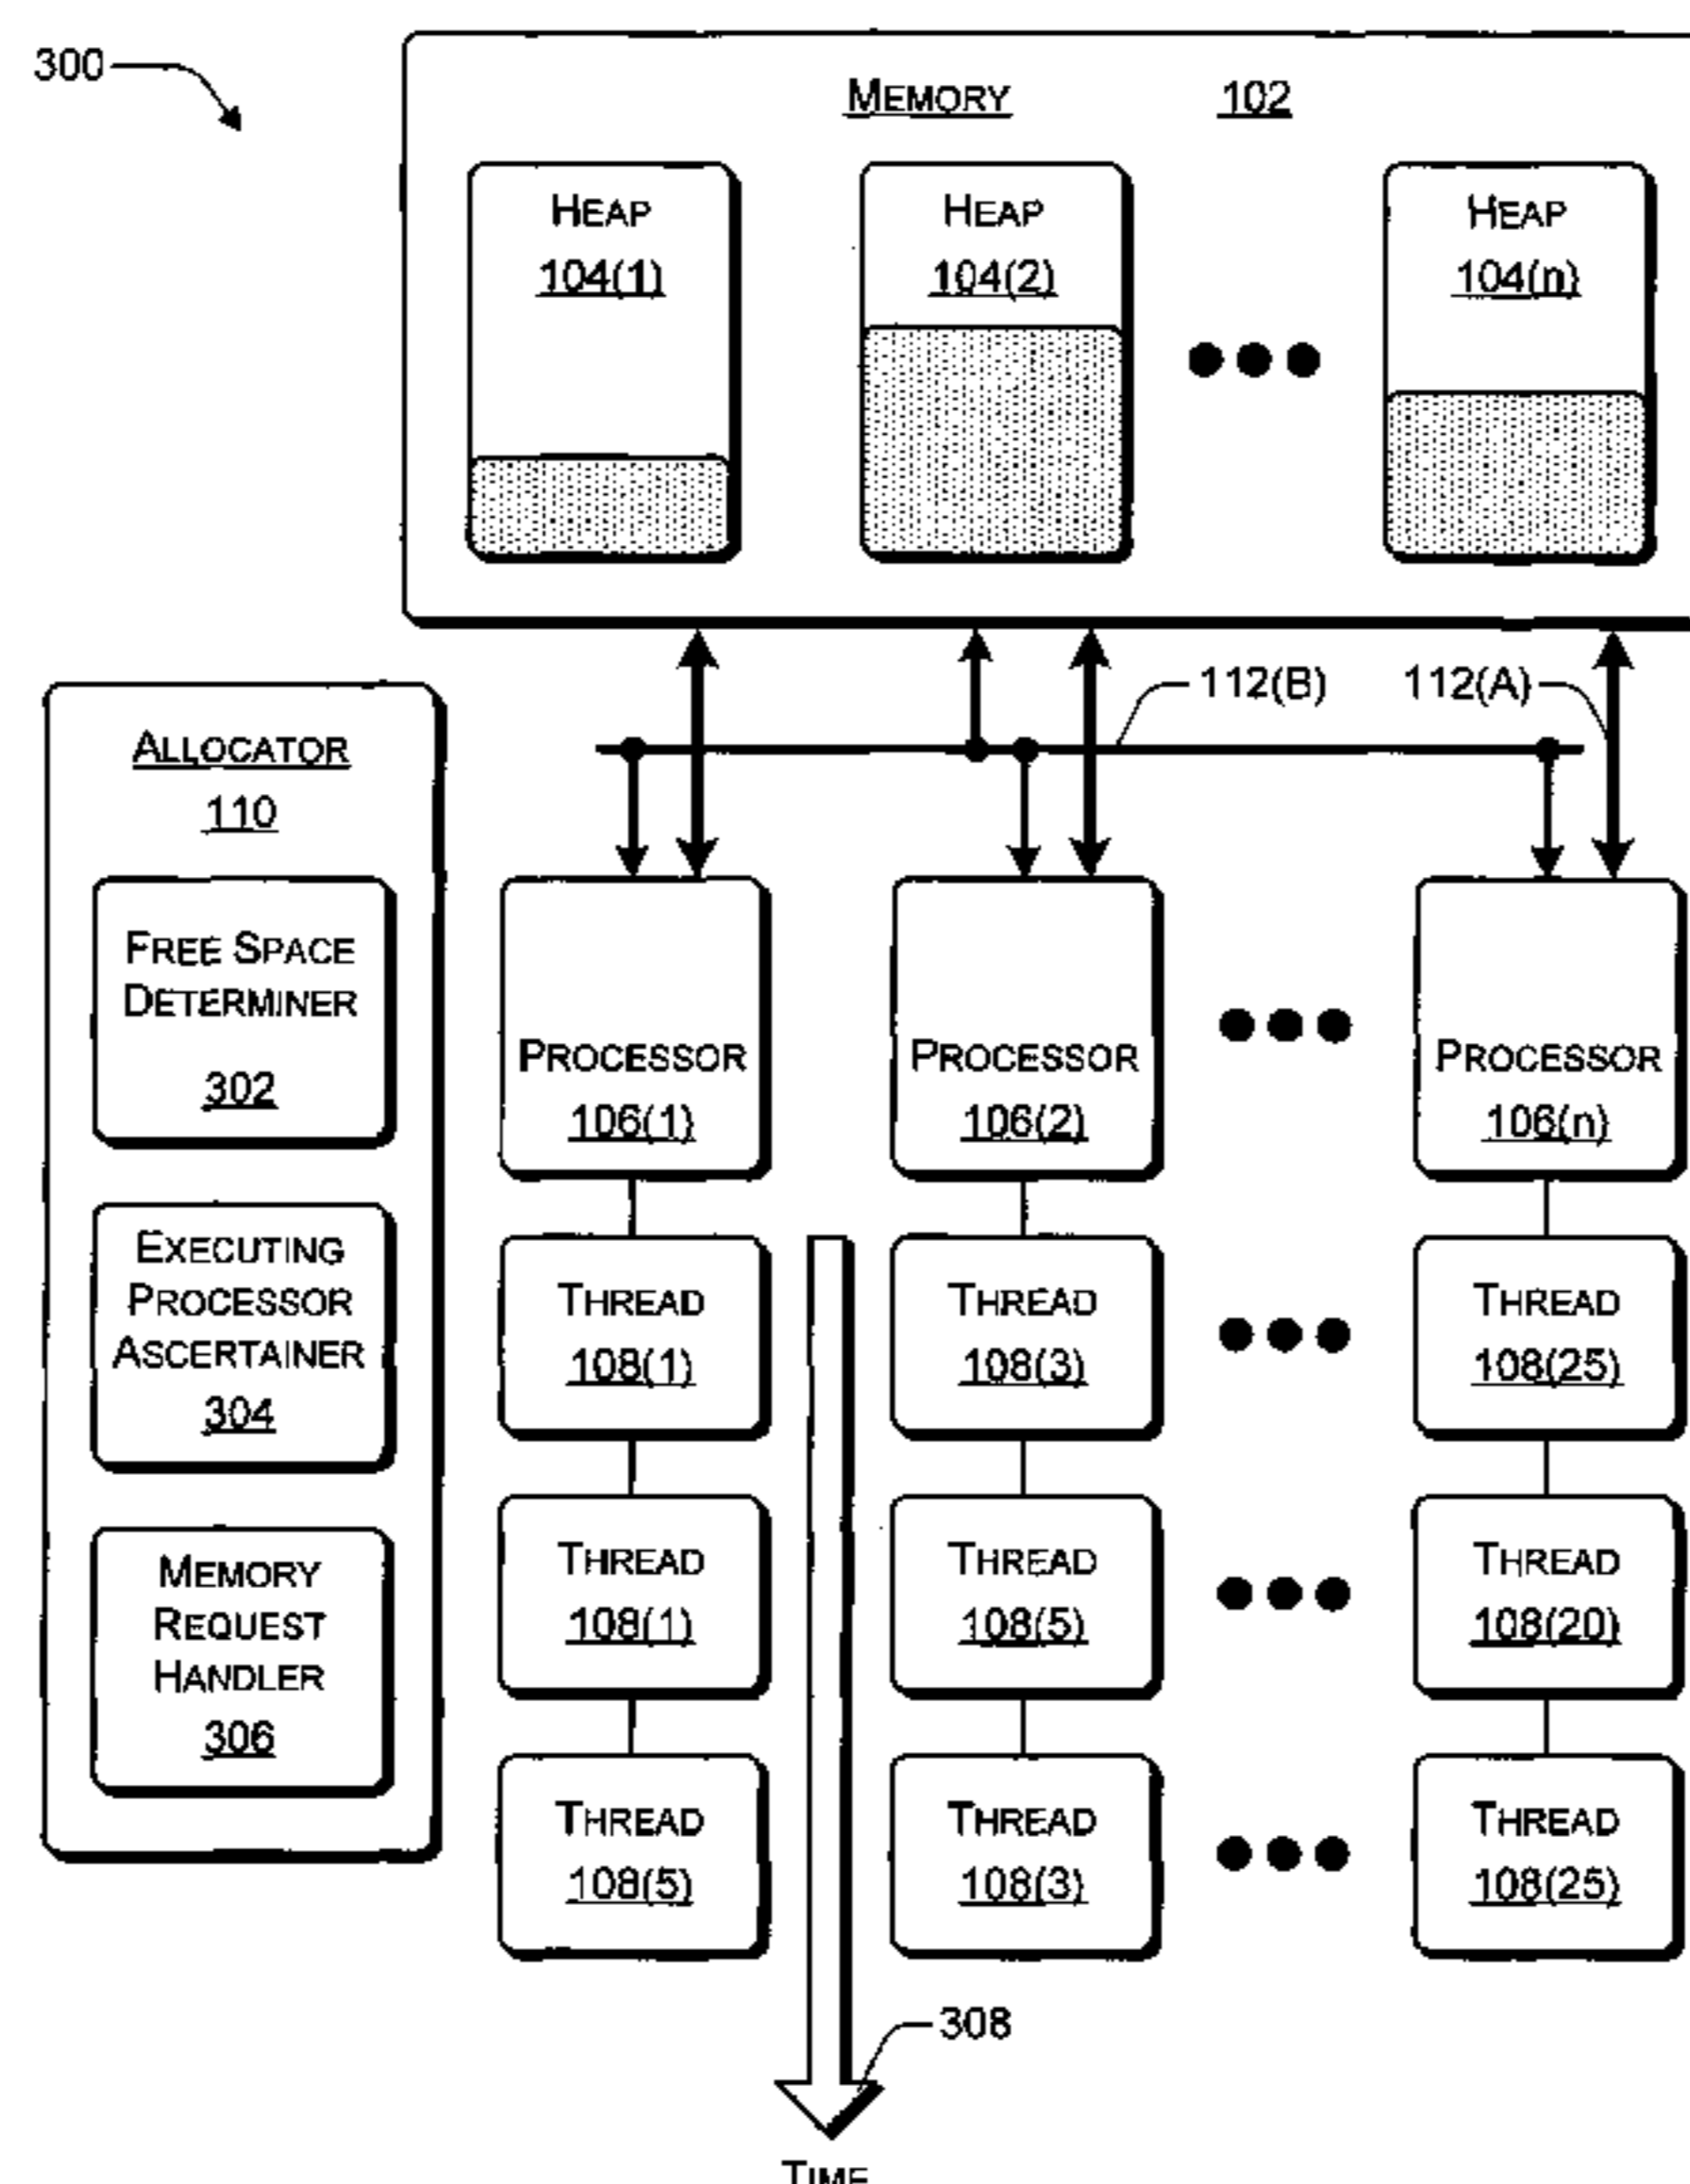 300
MEMORY 102
HEAP
104(1)
HEAP
104(2)
HEAP
104(n)
112(B)
112(A)
ALLOCATOR
110
FREE SPACE
DETERMINER
302
EXECUTING
PROCESSOR
ASCERTAINER
304
MEMORY
REQUEST
HANDLER
306
PROCESSOR
106(1)
PROCESSOR
106(2)
PROCESSOR
106(n)
THREAD
108(1)
THREAD
108(3)
THREAD
108(25)
THREAD
108(1)
THREAD
108(5)
THREAD
108(20)
THREAD
108(5)
THREAD
108(3)
THREAD
108(25)
308
TIME